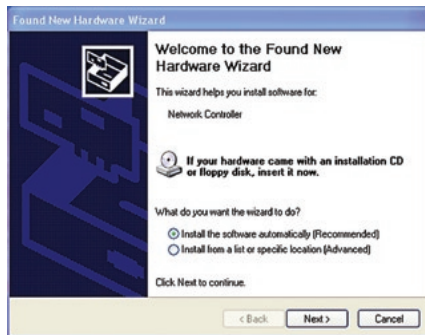 Found New Hardware Wizard
Welcome to the Found New
Hardware Wizard
This wizard helps you install software for:
Network Controller
If your hardware came with an installation CD
or floppy disk, insert it now.
What do you want the wizard to do?
Install the software automatically (Recommended)
Install from a list or specific location (Advanced)
Click Next to continue.
< Back Next > Cancel